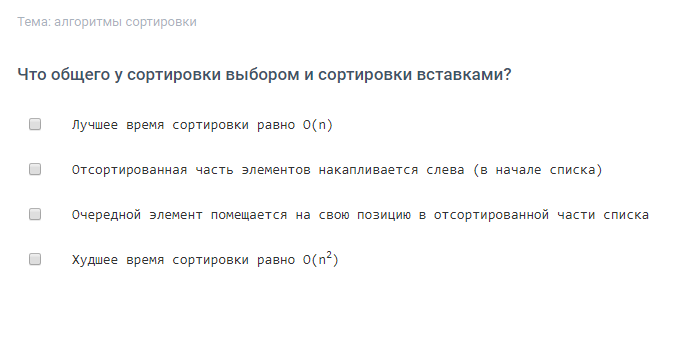 Тема: алгоритмы сортировки
Что общего у сортировки выбором и сортировки вставками?
Лучшее время сортировки равно O(n)
Отсортированная часть элементов накапливается слева (в начале списка)
Очередной элемент помещается на свою позицию в отсортированной части списка
Худшее время сортировки равно O(n²)